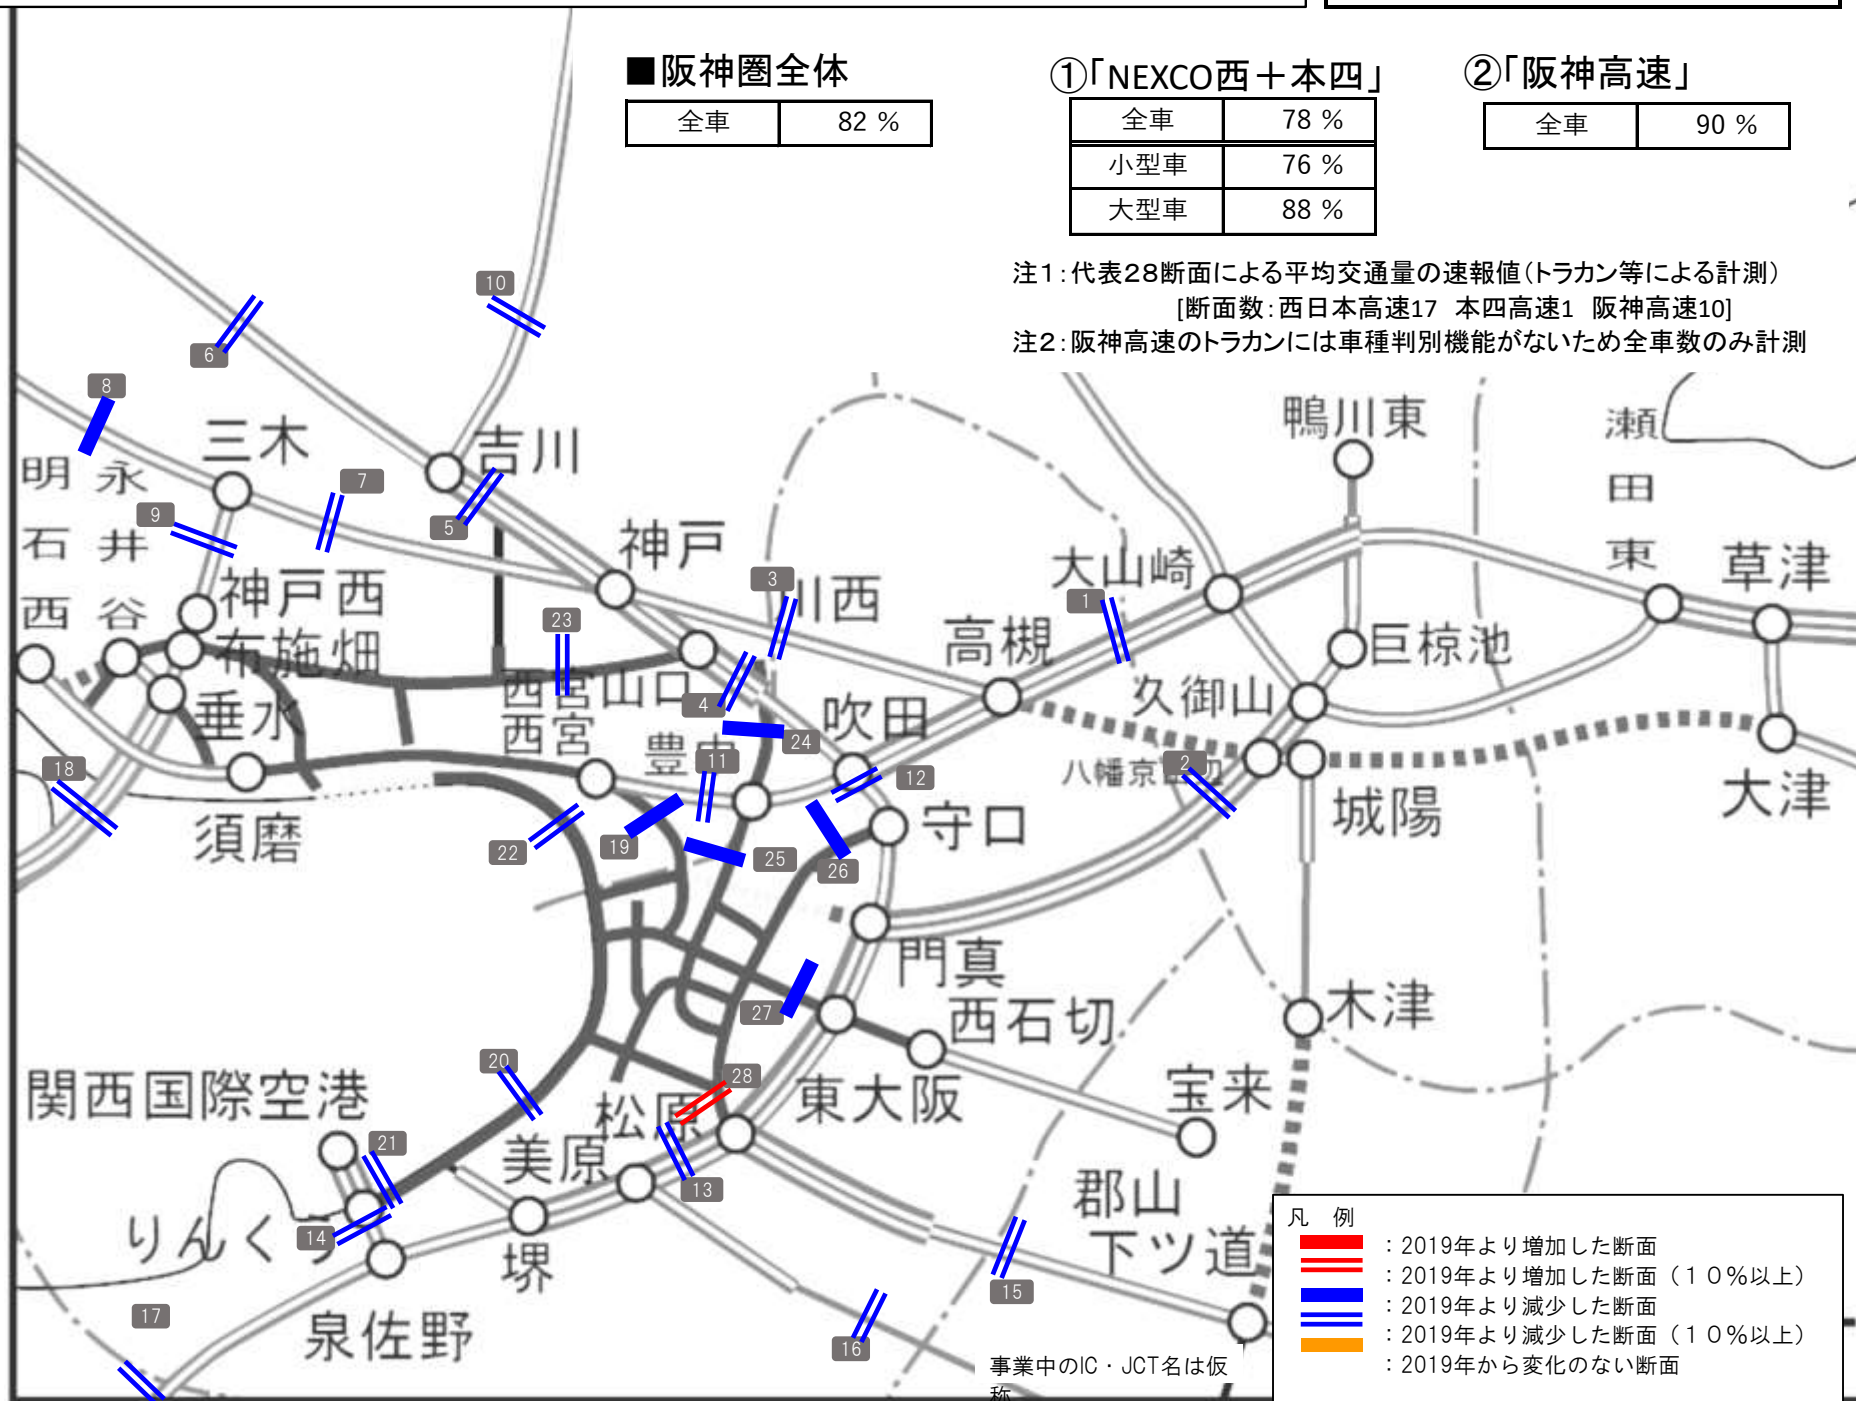 ■阪神圏全体
全車 82 %
①「NEXCO西＋本四」
全車 78 %
小型車 76 %
大型車 88 %
②「阪神高速」
全車 90 %
注1：代表28断面による平均交通量の速報値（トラカン等による計測）
[断面数：西日本高速17 本四高速1 阪神高速10]
注2：阪神高速のトラカンには車種判別機能がないため全車数のみ計測
10
6
8
三木
吉川
鴨川東
瀬田東
明石西
永井谷
7
9
5
神戸
3
川西
大山崎
1
草津
神戸西
布施畑
23
高槻
巨椋池
西宮山口
西宮
4
久御山
垂水
吹田
豊中
24
11
12
八幡京田辺
2
18
大津
城陽
須磨
守口
22
19
25
26
門真
27
西石切
木津
20
28
関西国際空港
松原
東大阪
宝来
21
美原
13
郡山
下ツ道
りんくう
14
堺
15
17
泉佐野
16
事業中のIC・JCT名は仮
称
凡 例
：2019年より増加した断面
：2019年より増加した断面（１０％以上）
：2019年より減少した断面
：2019年より減少した断面（１０％以上）
：2019年から変化のない断面